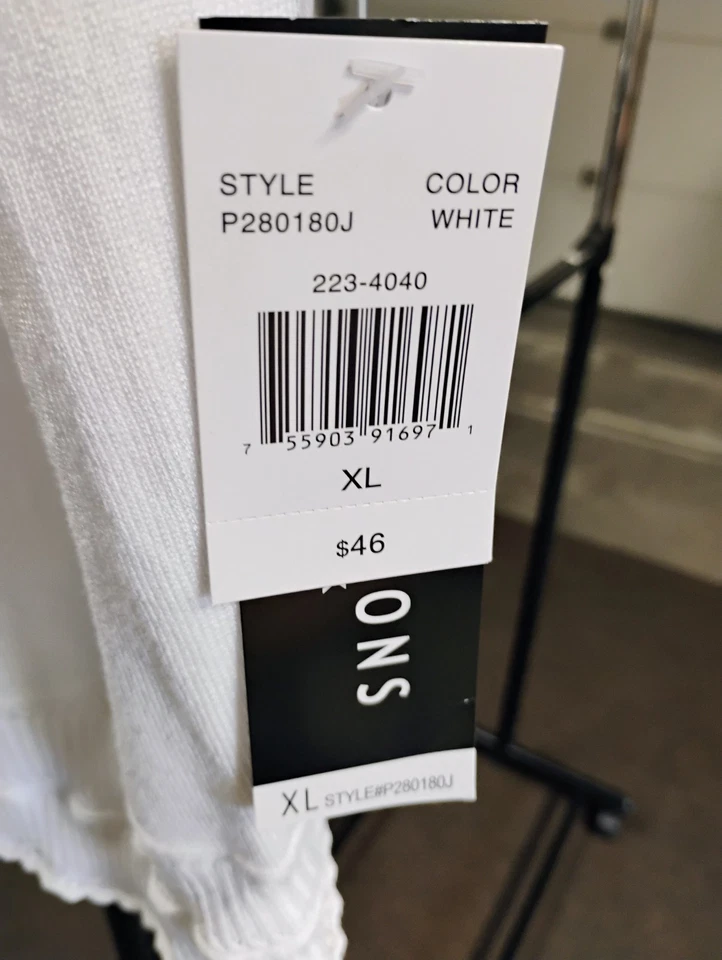 STYLE COLOR
P280180J WHITE
223-4040
7 55903 91697 1
XL
$46
ONS
XL STYLE#P280180J